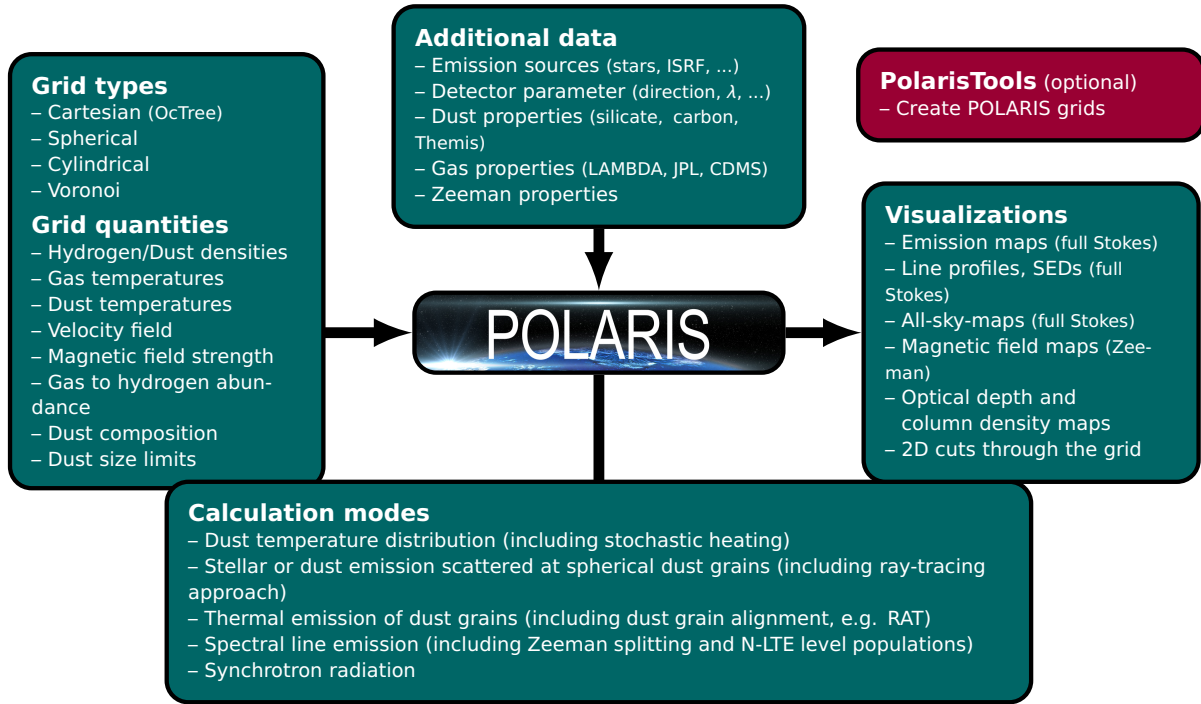 Grid types
– Cartesian (OcTree)
– Spherical
– Cylindrical
– Voronoi
Grid quantities
– Hydrogen/Dust densities
– Gas temperatures
– Dust temperatures
– Velocity field
– Magnetic field strength
– Gas to hydrogen abun-
dance
– Dust composition
– Dust size limits
Additional data
– Emission sources (stars, ISRF, ...)
– Detector parameter (direction, λ, ...)
– Dust properties (silicate, carbon,
Themis)
– Gas properties (LAMBDA, JPL, CDMS)
– Zeeman properties
PolarisTools (optional)
– Create POLARIS grids
POLARIS
Visualizations
– Emission maps (full Stokes)
– Line profiles, SEDs (full
Stokes)
– All-sky-maps (full Stokes)
– Magnetic field maps (Zee-
man)
– Optical depth and
column density maps
– 2D cuts through the grid
Calculation modes
– Dust temperature distribution (including stochastic heating)
– Stellar or dust emission scattered at spherical dust grains (including ray-tracing
approach)
– Thermal emission of dust grains (including dust grain alignment, e.g. RAT)
– Spectral line emission (including Zeeman splitting and N-LTE level populations)
– Synchrotron radiation